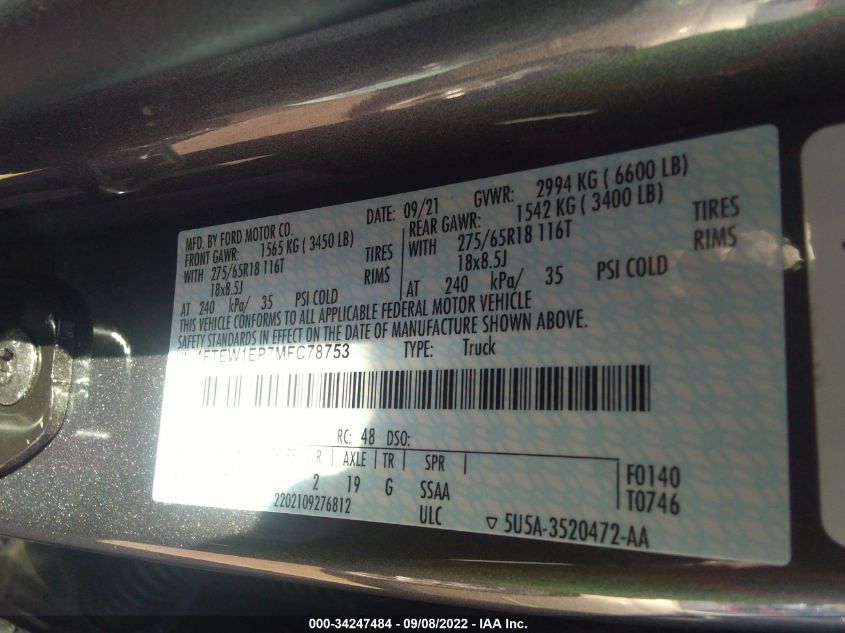 MFD. BY FORD MOTOR CO.
DATE: 09/21 GVWR: 2994 KG ( 6600 LB)
FRONT GAWR: 1565 KG ( 3450 LB)
WITH 275/65R18 116T TIRES
18x8.5J RIMS
AT 240 kPa/ 35 PSI COLD
REAR GAWR: 1542 KG ( 3400 LB)
WITH 275/65R18 116T TIRES
18x8.5J RIMS
AT 240 kPa/ 35 PSI COLD
THIS VEHICLE CONFORMS TO ALL APPLICABLE FEDERAL MOTOR VEHICLE
SAFETY STANDARDS IN EFFECT ON THE DATE OF MANUFACTURE SHOWN ABOVE.
1FTEW1EP7MFC78753 TYPE: Truck
RC: 48 DSO:
R AXLE TR SPR
2 19 G SSAA
F0140
2202109276812 ULC
T0746
5U5A-3520472-AA
000-34247484 - 09/08/2022 - IAA Inc.